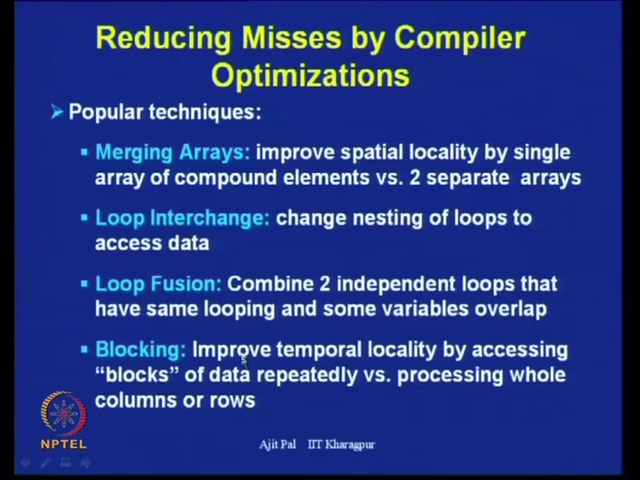 Reducing Misses by Compiler
Optimizations
Popular techniques:
Merging Arrays: improve spatial locality by single
array of compound elements vs. 2 separate arrays
Loop Interchange: change nesting of loops to
access data
Loop Fusion: Combine 2 independent loops that
have same looping and some variables overlap
Blocking: Improve temporal locality by accessing
“blocks” of data repeatedly vs. processing whole
columns or rows
NPTEL
Ajit Pal IIT Kharagpur